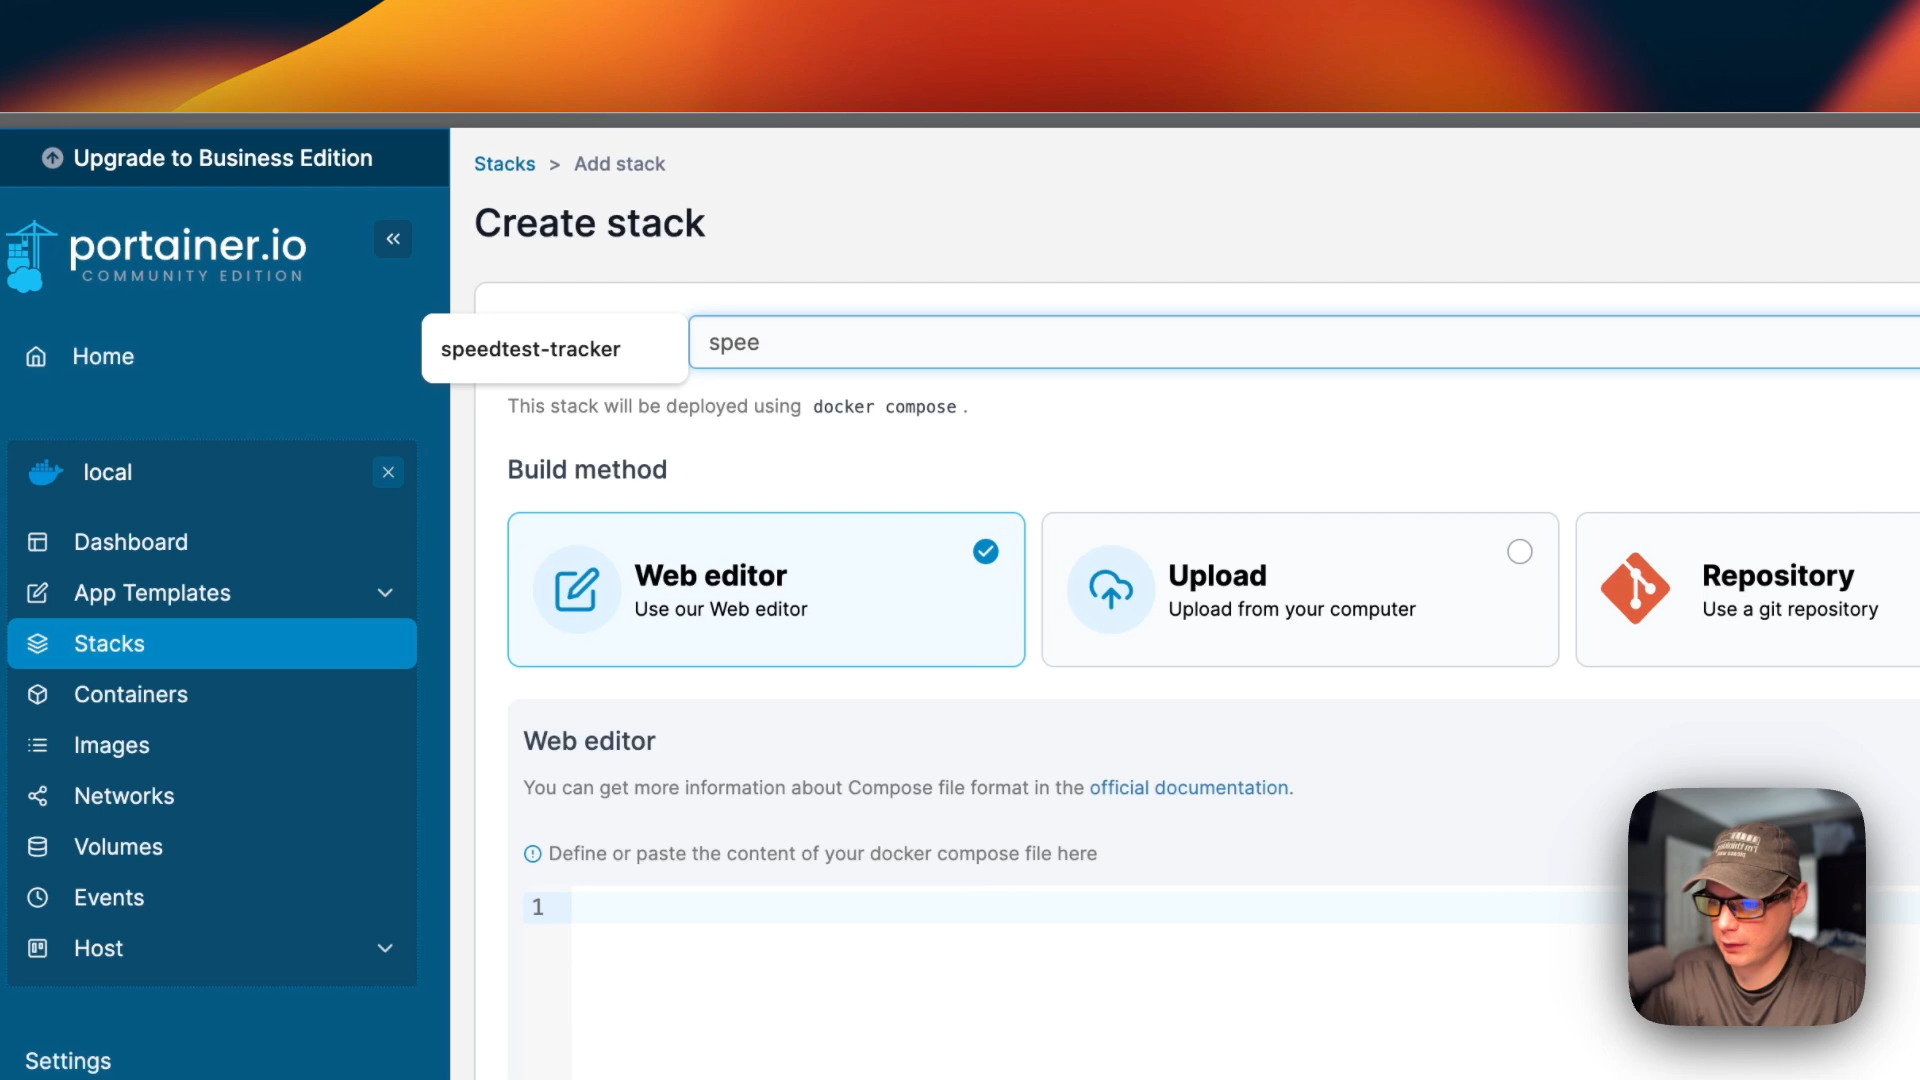 Upgrade to Business Edition
portainer.io
COMMUNITY EDITION
Home
local
Dashboard
App Templates
Stacks
Containers
Images
Networks
Volumes
Events
Host
Settings
Stacks > Add stack
Create stack
speedtest-tracker
spee
This stack will be deployed using docker compose .
Build method
Web editor
Use our Web editor
Upload
Upload from your computer
Repository
Use a git repository
Web editor
You can get more information about Compose file format in the official documentation.
Define or paste the content of your docker compose file here
1